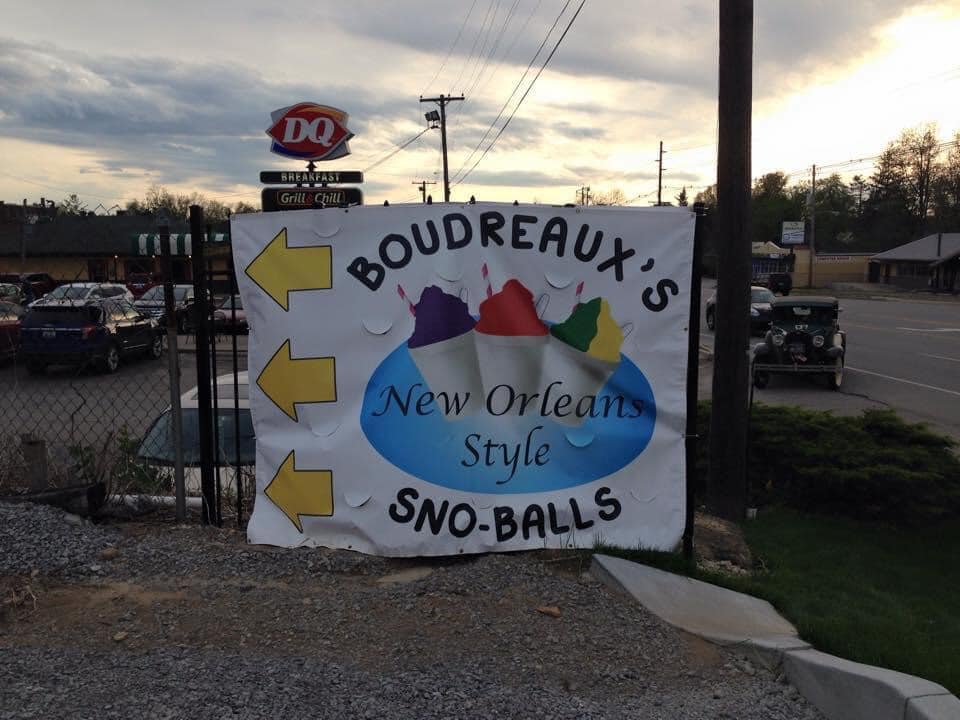 DQ
BREAKFAST
Grill & Chill
BOUDREAUX'S
New Orleans
Style
SNO-BALLS